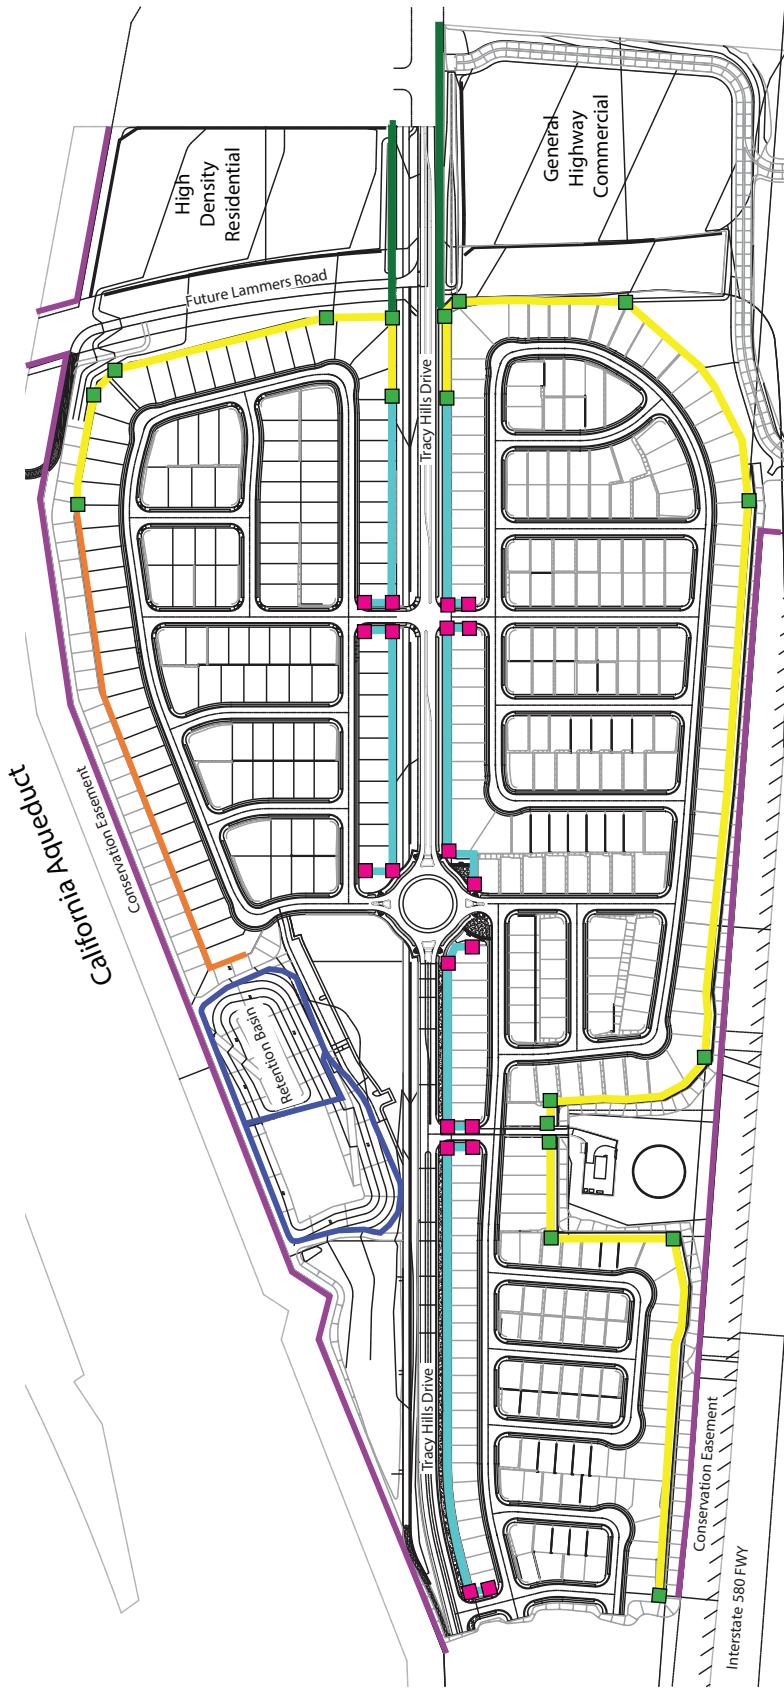 High
Density
Residential
General
Highway
Commercial
Future Lammers Road
Tracy Hills Drive
California Aqueduct
Conservation Easement
Retention Basin
Tracy Hills Drive
Conservation Easement
Interstate 580 FWY